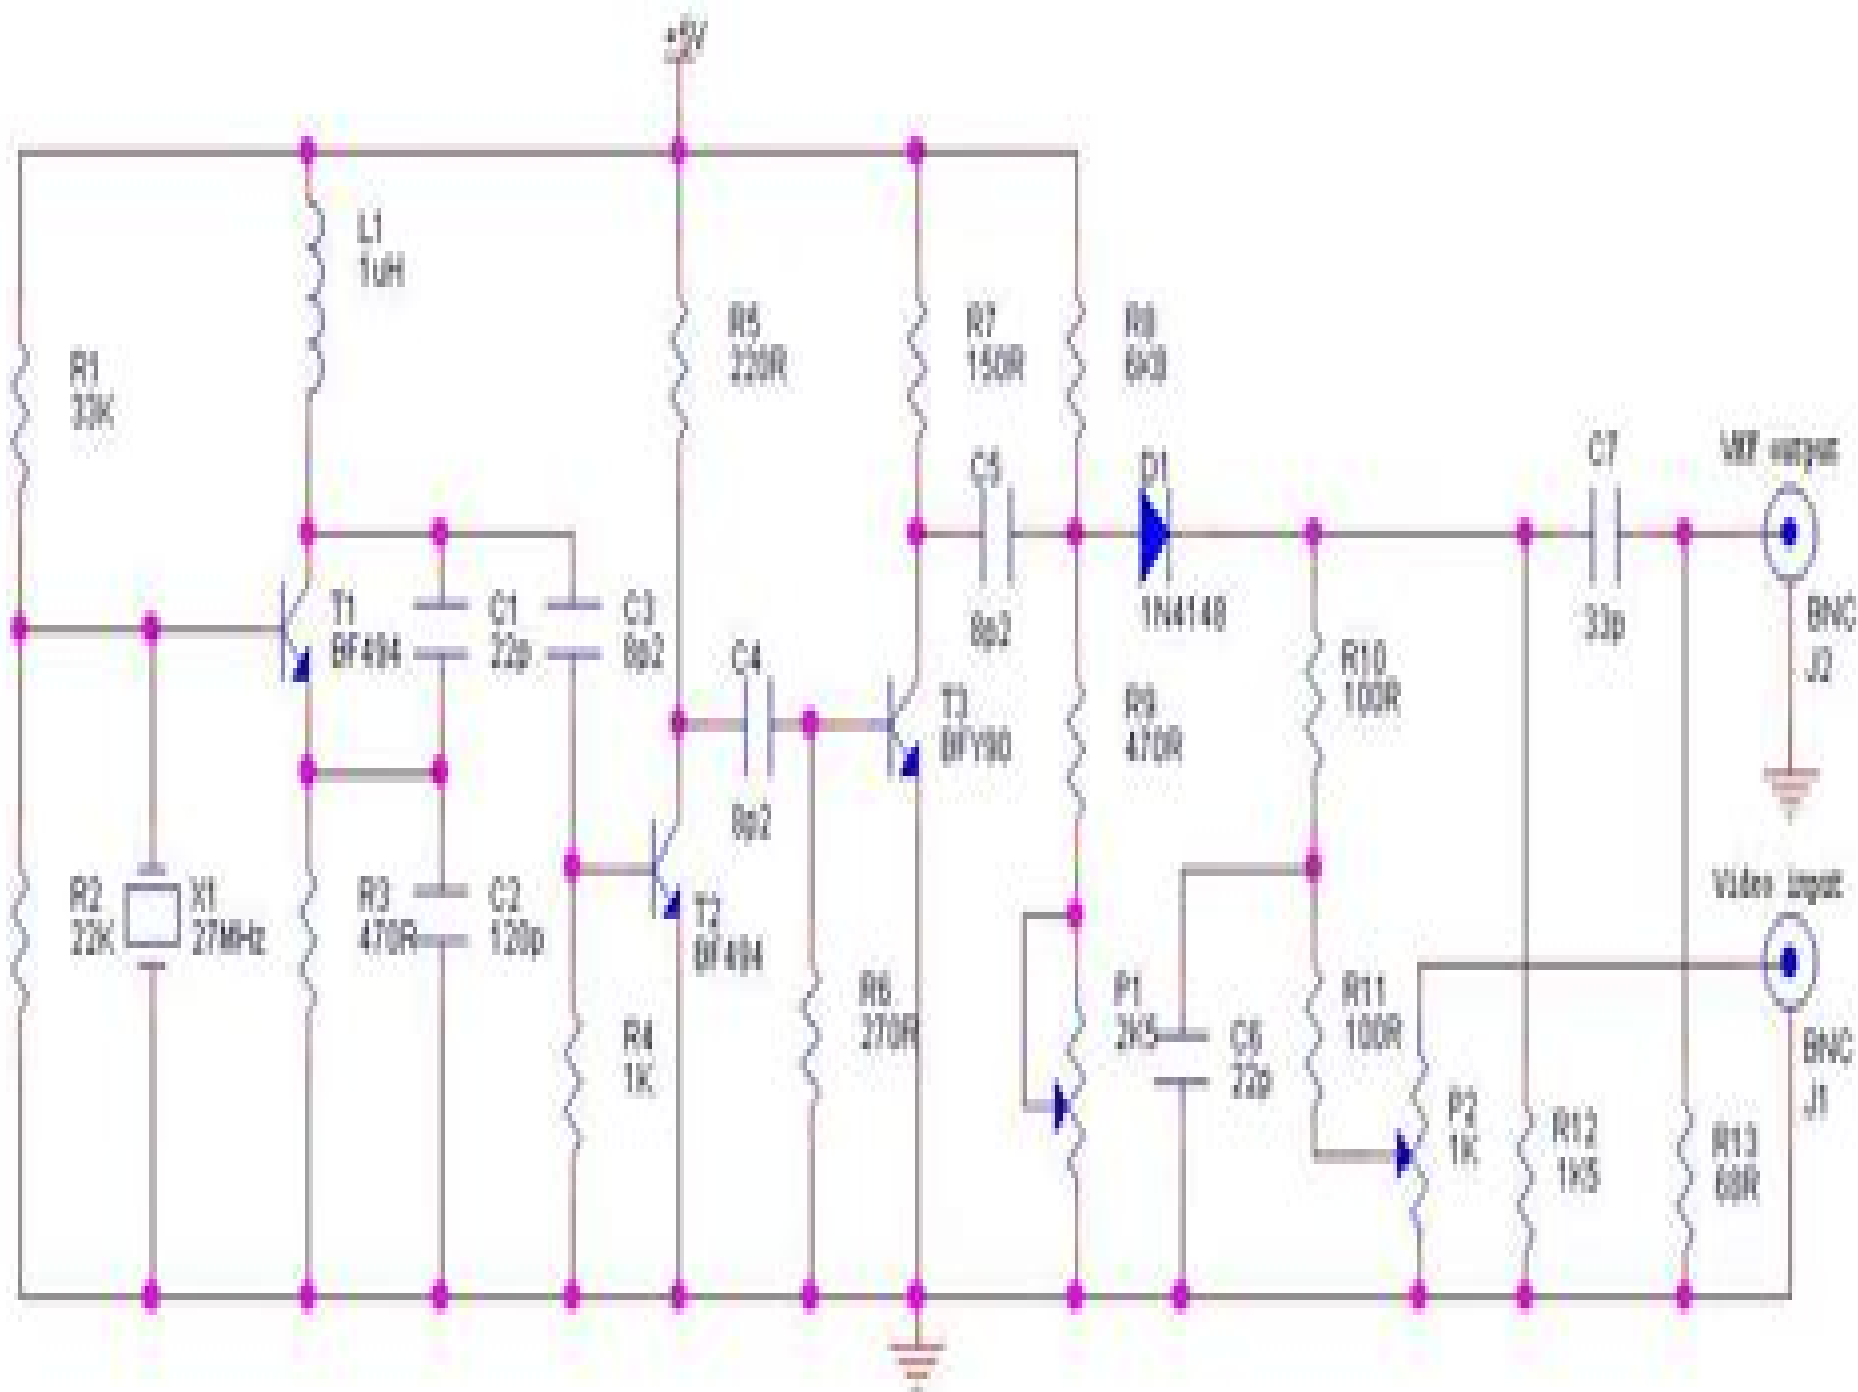 +5V
L1
1uH
R1
33K
R5
220R
R7
150R
R8
6k8
C5
8p2
D1
1N4148
C7
33p
output
BNC
J2
T1
BF494
C1
22p
C3
8p2
C4
8p2
T3
BFY90
R9
470R
R10
100R
Video input
BNC
J1
R2
22K
X1
27MHz
R3
470R
C2
120p
T2
BF494
R4
1K
R6
270R
P1
2K5
C6
22p
R11
100R
P2
1K
R12
1K5
R13
68R